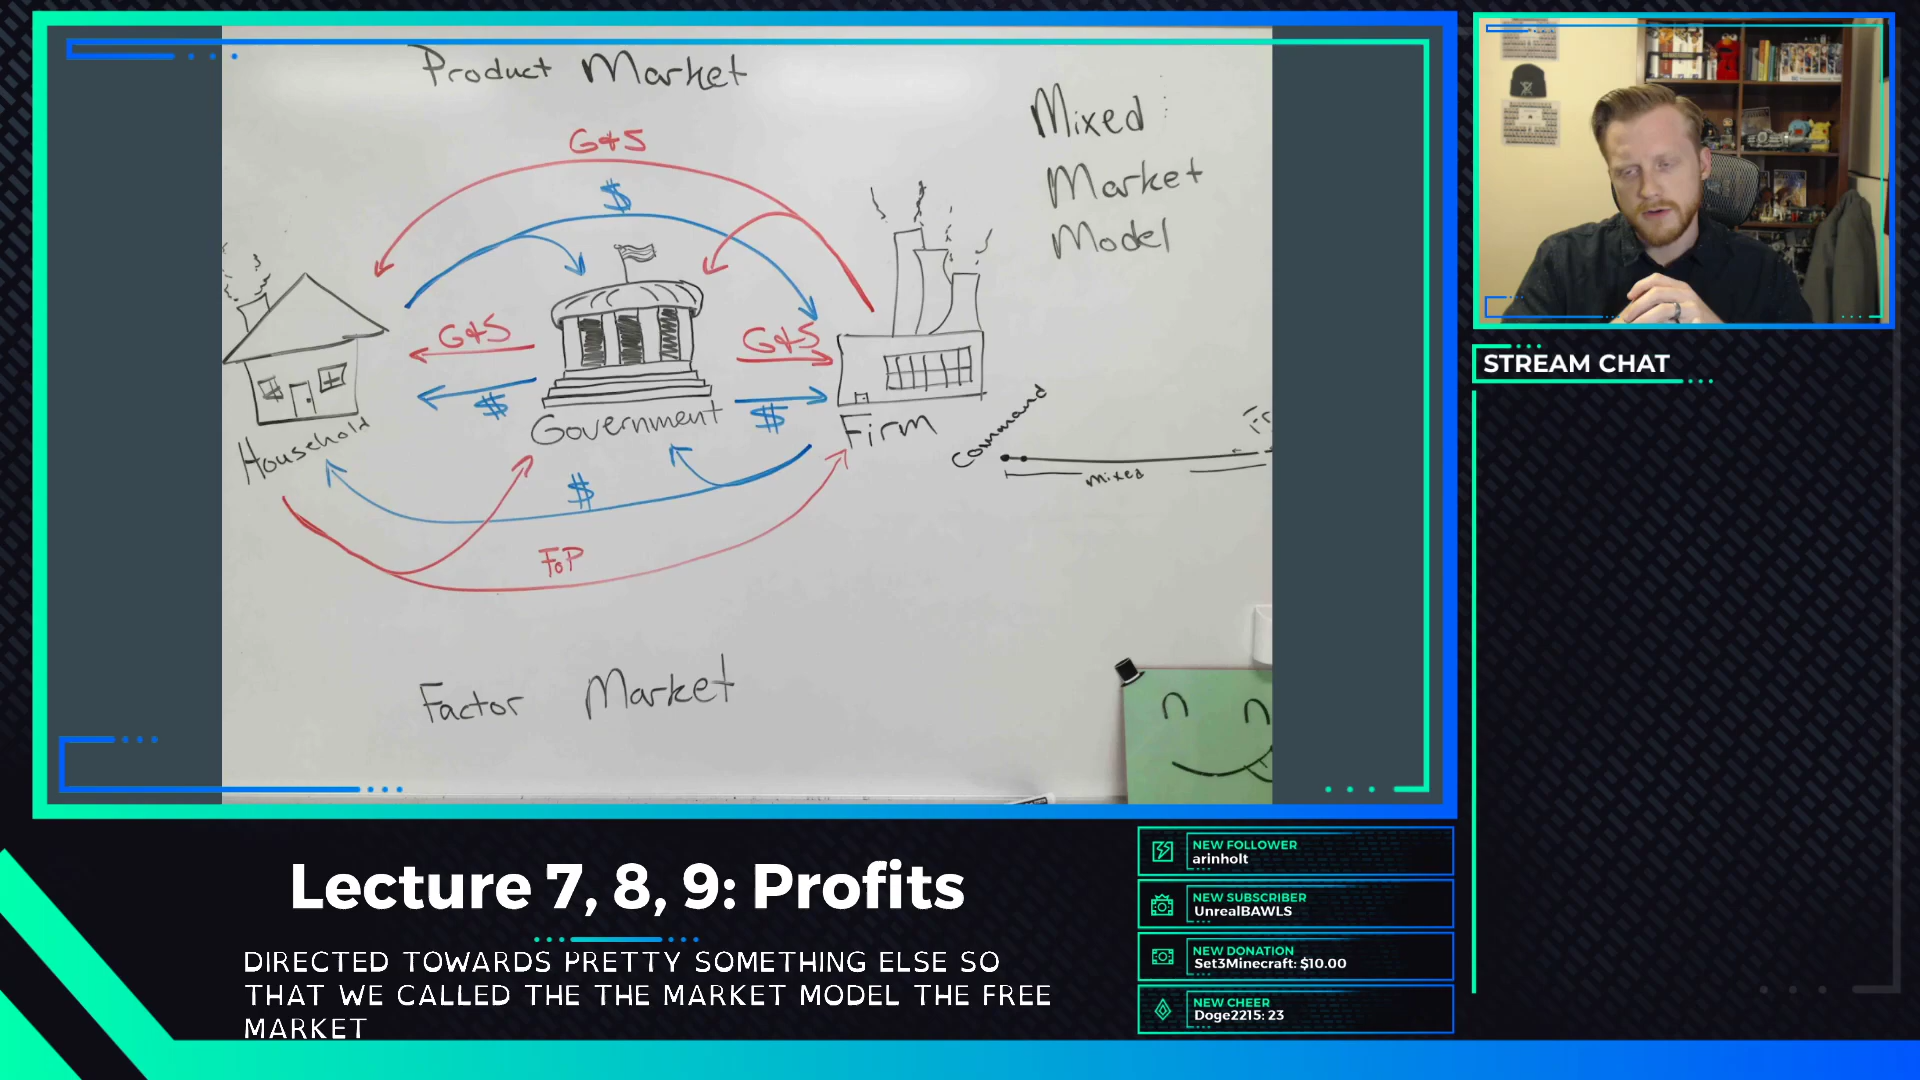 Product Market
G&S
$
Mixed
Market
Model
G&S
G&S
$
$
Household
Government
Firm
Command
mixed
$
FoP
Factor Market
STREAM CHAT
Lecture 7, 8, 9: Profits
DIRECTED TOWARDS PRETTY SOMETHING ELSE SO
THAT WE CALLED THE THE MARKET MODEL THE FREE
MARKET
NEW FOLLOWER
arinholt
NEW SUBSCRIBER
UnrealBAWLS
NEW DONATION
Set3Minecraft: $10.00
NEW CHEER
Doge2215: 23